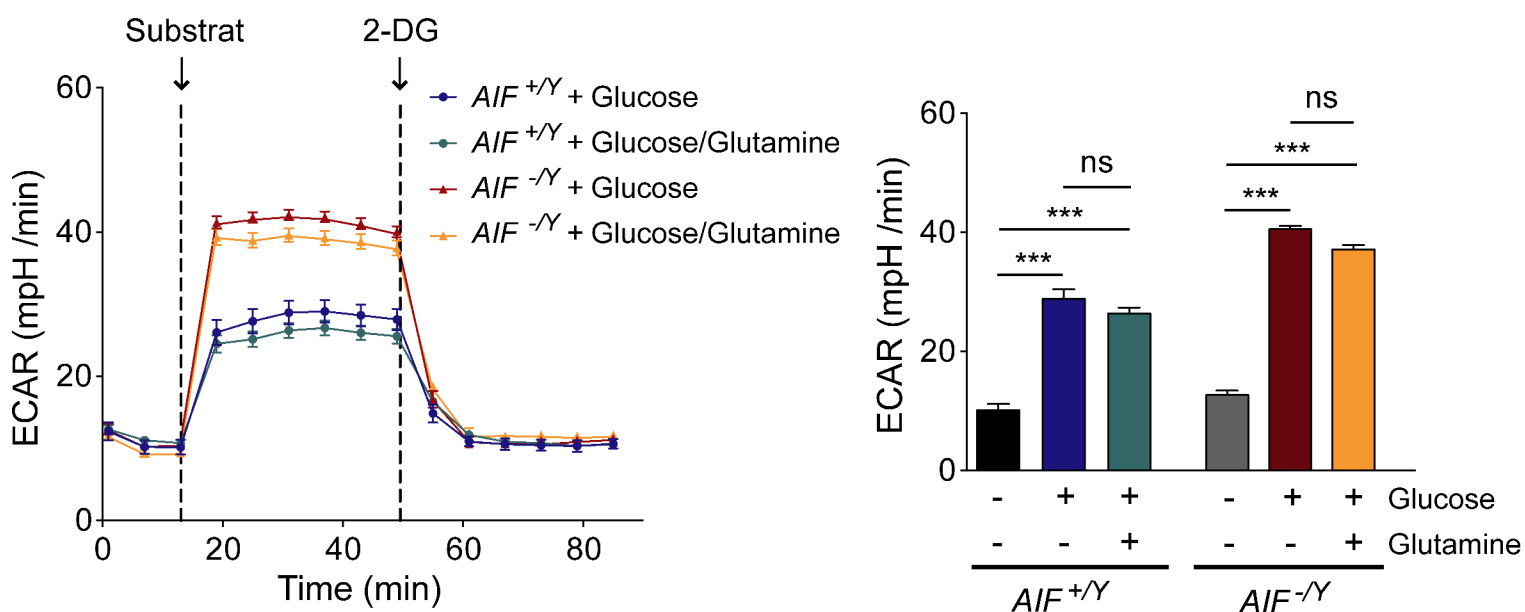 Substrat 2-DG
60
40
20
0
ECAR (mpH /min)
0 20 40 60 80
Time (min)
AIF +/Y + Glucose
AIF +/Y + Glucose/Glutamine
AIF -/Y + Glucose
AIF -/Y + Glucose/Glutamine
60
40
20
0
ECAR (mpH /min)
ns
***
ns
***
***
***
- + + - + + Glucose
- - + - - + Glutamine
AIF +/Y AIF -/Y